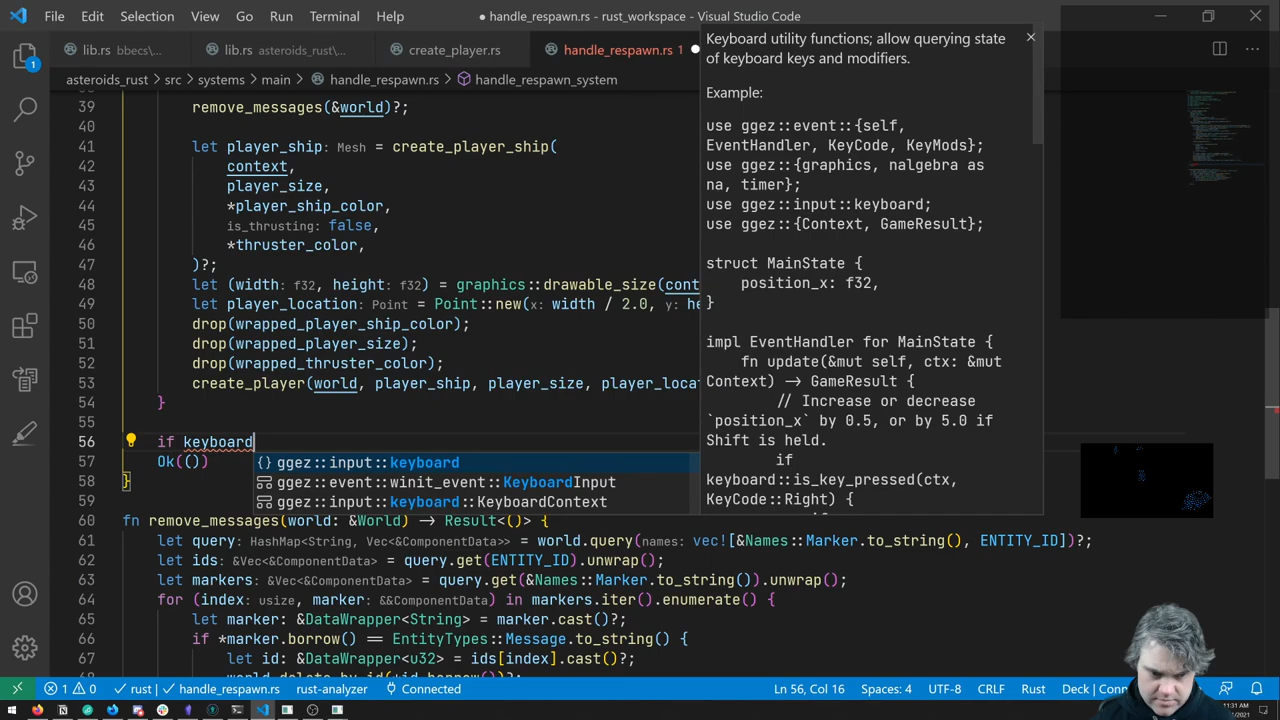 File Edit Selection View Go Run Terminal Help
● handle_respawn.rs - rust_workspace - Visual Studio Code
lib.rs bbecs\... lib.rs asteroids_rust\... create_player.rs handle_respawn.rs 1 ●
asteroids_rust > src > systems > main > handle_respawn.rs > handle_respawn_system
39 remove_messages(&world)?;
40
41 let player_ship: Mesh = create_player_ship(
42 context,
43 player_size,
44 *player_ship_color,
45 is_thrusting: false,
46 *thruster_color,
47 )?;
48 let (width: f32, height: f32) = graphics::drawable_size(cont
49 let player_location: Point = Point::new(x: width / 2.0, y: he
50 drop(wrapped_player_ship_color);
51 drop(wrapped_player_size);
52 drop(wrapped_thruster_color);
53 create_player(world, player_ship, player_size, player_locat
54 }
55
56 if keyboard
57 Ok(())
58 }
59
60 fn remove_messages(world: &World) -> Result<()> {
61 let query: HashMap<String, Vec<&ComponentData>> = world.query(names: vec![&Names::Marker.to_string(), ENTITY_ID])?;
62 let ids: &Vec<&ComponentData> = query.get(ENTITY_ID).unwrap();
63 let markers: &Vec<&ComponentData> = query.get(&Names::Marker.to_string()).unwrap();
64 for (index: usize, marker: &&ComponentData) in markers.iter().enumerate() {
65 let marker: &DataWrapper<String> = marker.cast()?;
66 if *marker.borrow() == EntityTypes::Message.to_string() {
67 let id: &DataWrapper<u32> = ids[index].cast()?;
{} ggez::input::keyboard
ggez::event::winit_event::KeyboardInput
ggez::input::keyboard::KeyboardContext
Keyboard utility functions; allow querying state
of keyboard keys and modifiers.
Example:
use ggez::event::{self,
EventHandler, KeyCode, KeyMods};
use ggez::{graphics, nalgebra as
na, timer};
use ggez::input::keyboard;
use ggez::{Context, GameResult};
struct MainState {
position_x: f32,
}
impl EventHandler for MainState {
fn update(&mut self, ctx: &mut
Context) -> GameResult {
// Increase or decrease
`position_x` by 0.5, or by 5.0 if
Shift is held.
if
keyboard::is_key_pressed(ctx,
KeyCode::Right) {
1 0 rust | handle_respawn.rs rust-analyzer Connected Ln 56, Col 16 Spaces: 4 UTF-8 CRLF Rust
11:31 AM